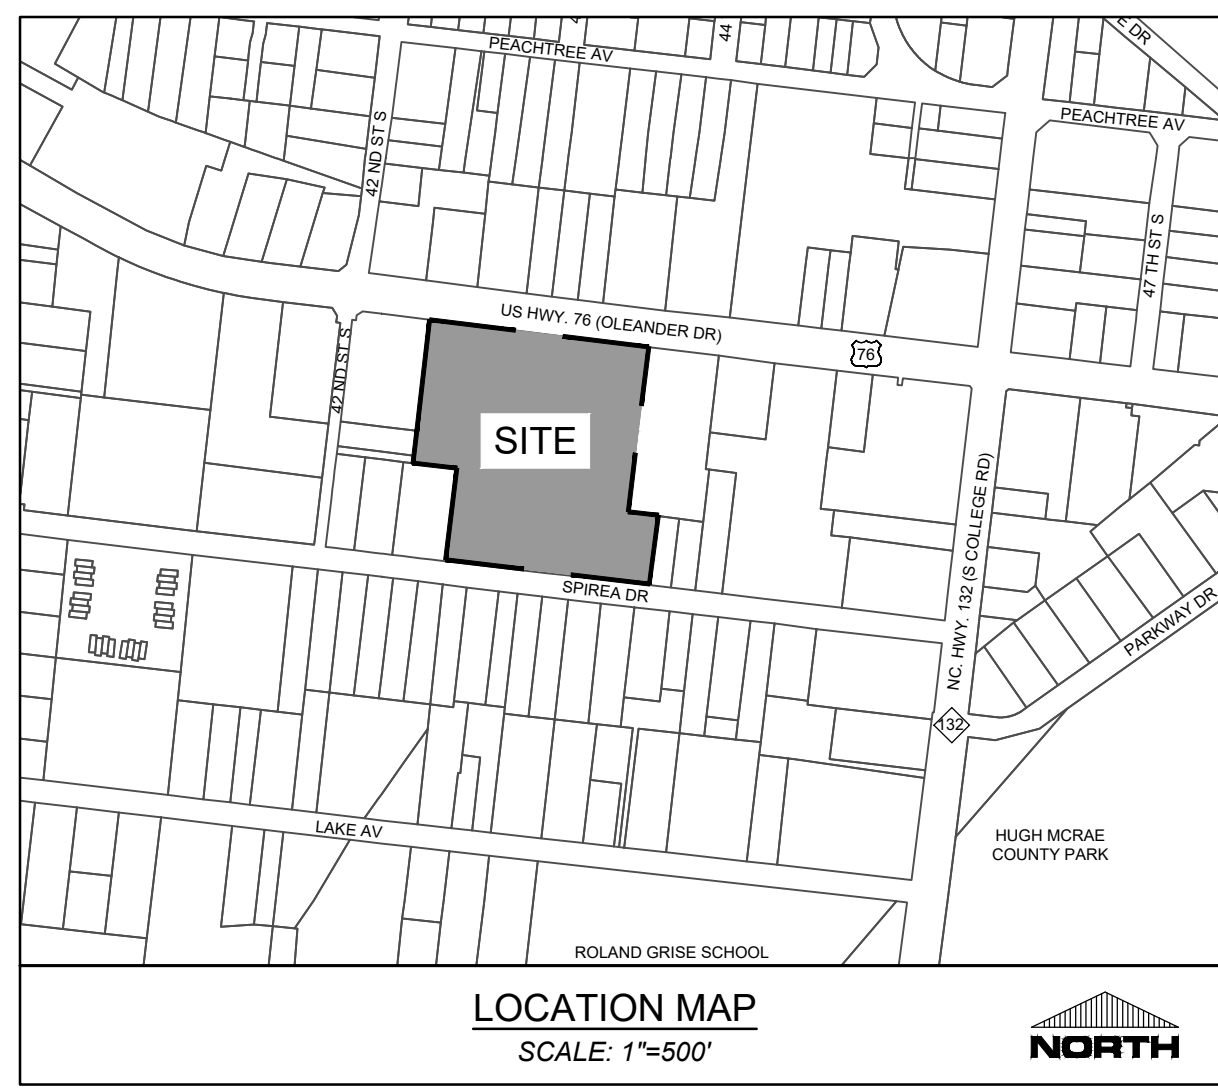 E DR
44
PEACHTREE AV
PEACHTREE AV
42 ND ST S
47 TH ST S
US HWY. 76 (OLEANDER DR)
76
42 ND ST S
SITE
NC. HWY. 132 (S COLLEGE RD)
SPIREA DR
PARKWAY DR
132
LAKE AV
HUGH MCRAE
COUNTY PARK
ROLAND GRISE SCHOOL
LOCATION MAP
SCALE: 1"=500'
NORTH